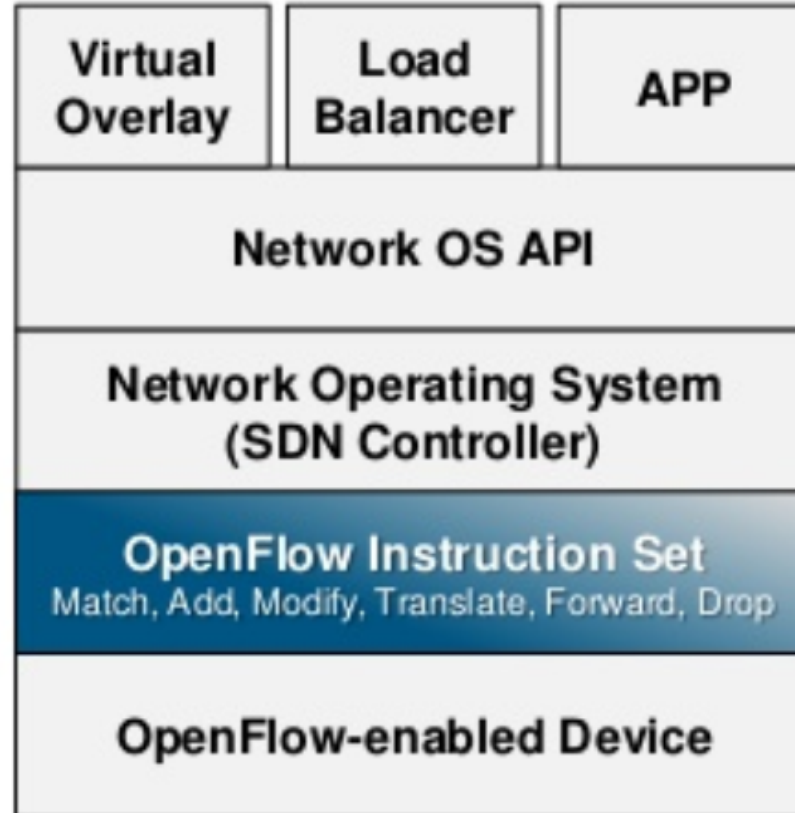 Virtual
Overlay
Load
Balancer
APP
Network OS API
Network Operating System
(SDN Controller)
OpenFlow Instruction Set
Match, Add, Modify, Translate, Forward, Drop
OpenFlow-enabled Device